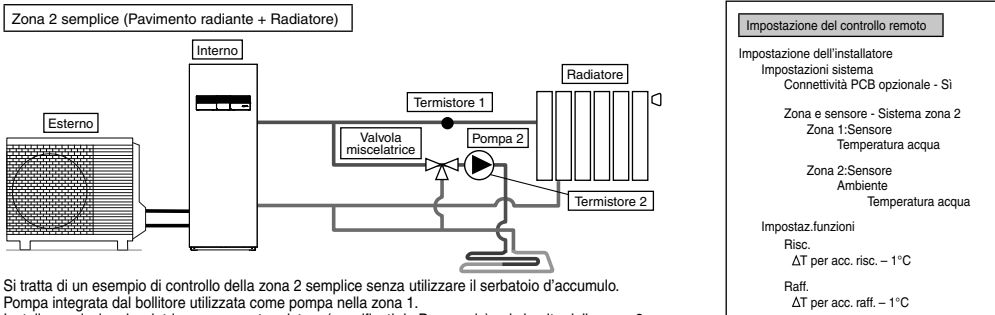 Zona 2 semplice (Pavimento radiante + Radiatore)
Interno
Radiatore
Termistore 1
Esterno
Valvola
miscelatrice
Pompa 2
Termistore 2
Si tratta di un esempio di controllo della zona 2 semplice senza utilizzare il serbatoio d'accumulo.
Pompa integrata dal bollitore utilizzata come pompa nella zona 1.
Impostazione del controllo remoto
Impostazione dell'installatore
Impostazioni sistema
Connettività PCB opzionale - Sì
Zona e sensore - Sistema zona 2
Zona 1:Sensore
Temperatura acqua
Zona 2:Sensore
Ambiente
Temperatura acqua
Impostaz.funzioni
Risc.
ΔT per acc. risc. – 1°C
Raff.
ΔT per acc. raff. – 1°C